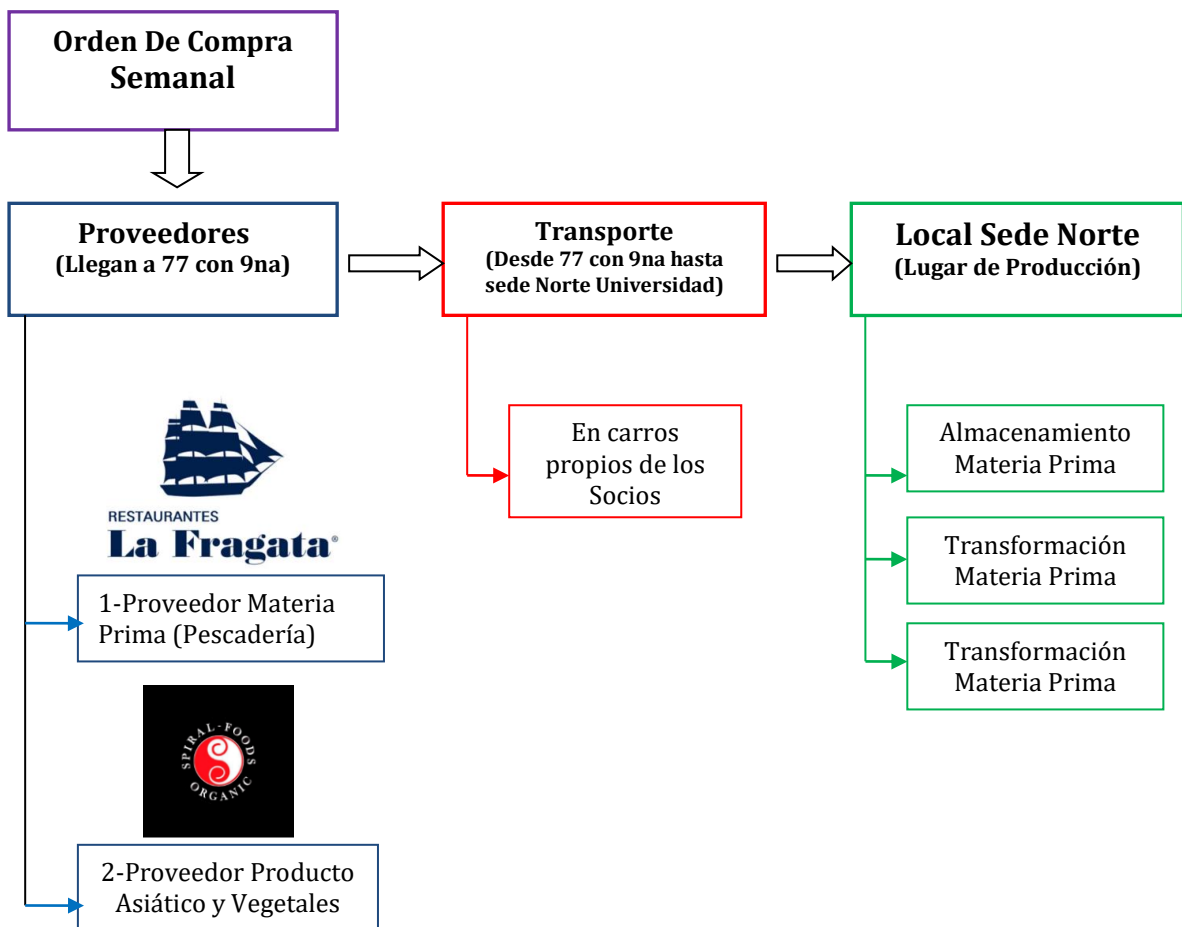 Orden De Compra
Semanal
Proveedores
(Llegan a 77 con 9na)
Transporte
(Desde 77 con 9na hasta
sede Norte Universidad)
Local Sede Norte
(Lugar de Producción)
RESTAURANTES
La Fragata®
1-Proveedor Materia
Prima (Pescadería)
SPIRAL-FOODS
ORGANIC
2-Proveedor Producto
Asiático y Vegetales
En carros
propios de los
Socios
Almacenamiento
Materia Prima
Transformación
Materia Prima
Transformación
Materia Prima